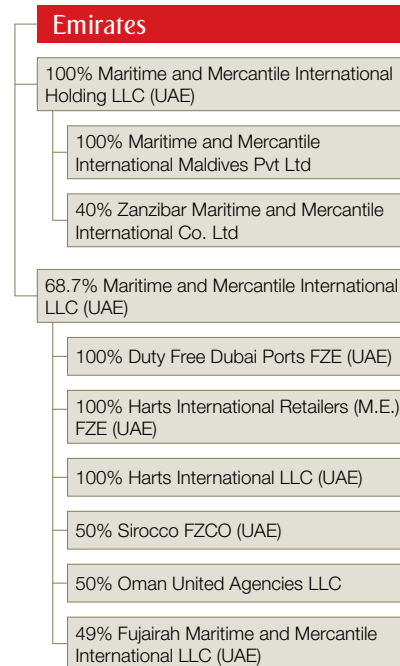 Emirates
100% Maritime and Mercantile International
Holding LLC (UAE)
100% Maritime and Mercantile
International Maldives Pvt Ltd
40% Zanzibar Maritime and Mercantile
International Co. Ltd
68.7% Maritime and Mercantile International
LLC (UAE)
100% Duty Free Dubai Ports FZE (UAE)
100% Harts International Retailers (M.E.)
FZE (UAE)
100% Harts International LLC (UAE)
50% Sirocco FZCO (UAE)
50% Oman United Agencies LLC
49% Fujairah Maritime and Mercantile
International LLC (UAE)